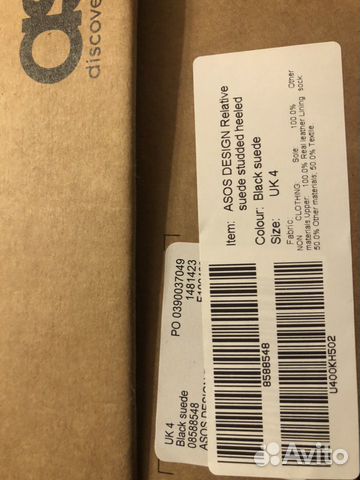 as
discove
Item: ASOS DESIGN Relative
suede studded heeled
Colour: Black suede
Size: UK 4
Fabric:
NON CLOTHING Sole 100.0% Other
materials Upper 100.0% Real leather Lining
50.0% Other materials, 50.0% Textile sock
8588548
U400KH502
PO 0390037049
1481423
UK 4
Black suede
08588548
ASOS DESIGN
Avito